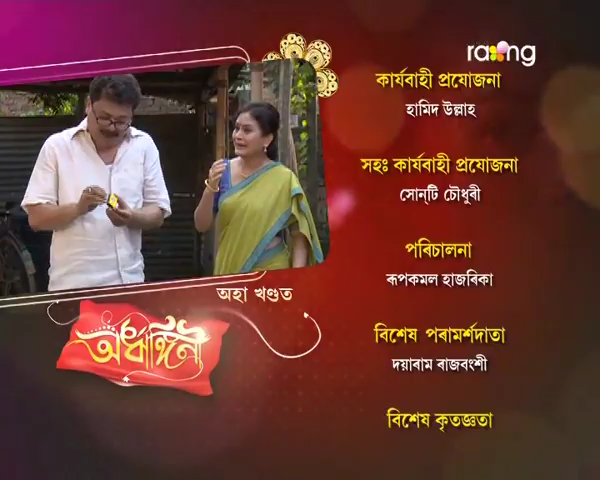 rang
কাৰ্যবাহী প্ৰযোজনা
হামিদ উল্লাহ
সহঃ কাৰ্যবাহী প্ৰযোজনা
সোন্‌টি চৌধুৰী
পৰিচালনা
ৰূপকমল হাজৰিকা
বিশেষ পৰামৰ্শদাতা
দয়াৰাম ৰাজবংশী
বিশেষ কৃতজ্ঞতা
অহা খণ্ডত
অৰ্ধাঙ্গিনী